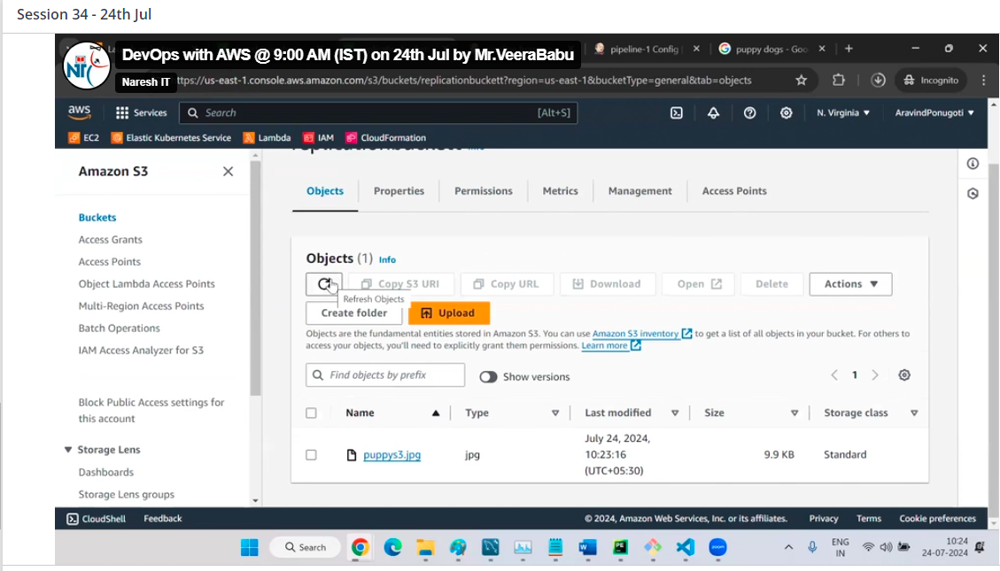 Session 34 - 24th Jul
DevOps with AWS @ 9:00 AM (IST) on 24th Jul by Mr.VeeraBabu
pipeline-1 Config
puppy dogs - Goo
Naresh IT
ttps://us-east-1.console.aws.amazon.com/s3/buckets/replicationbuckett?region=us-east-1&bucketType=general&tab=objects
Incognito
aws
Services
Search
[Alt+S]
N. Virginia
AravindPonugoti
EC2
Elastic Kubernetes Service
Lambda
IAM
CloudFormation
Amazon S3
replicationbuckett
Info
Objects
Properties
Permissions
Metrics
Management
Access Points
Buckets
Access Grants
Access Points
Object Lambda Access Points
Multi-Region Access Points
Batch Operations
IAM Access Analyzer for S3
Block Public Access settings for
this account
Storage Lens
Dashboards
Storage Lens groups
Objects (1) Info
Copy S3 URI
Copy URL
Download
Open
Delete
Actions
Refresh Objects
Create folder
Upload
Objects are the fundamental entities stored in Amazon S3. You can use Amazon S3 inventory to get a list of all objects in your bucket. For others to
access your objects, you'll need to explicitly grant them permissions. Learn more
Find objects by prefix
Show versions
1
Name
Type
Last modified
Size
Storage class
puppys3.jpg
jpg
July 24, 2024,
10:23:16
(UTC+05:30)
9.9 KB
Standard
CloudShell
Feedback
© 2024, Amazon Web Services, Inc. or its affiliates.
Privacy
Terms
Cookie preferences
Search
ENG
IN
10:24
24-07-2024